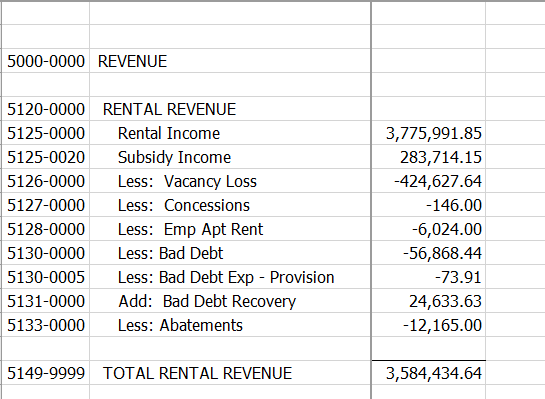 5000-0000 REVENUE
5120-0000 RENTAL REVENUE
5125-0000 Rental Income 3,775,991.85
5125-0020 Subsidy Income 283,714.15
5126-0000 Less: Vacancy Loss -424,627.64
5127-0000 Less: Concessions -146.00
5128-0000 Less: Emp Apt Rent -6,024.00
5130-0000 Less: Bad Debt -56,868.44
5130-0005 Less: Bad Debt Exp - Provision -73.91
5131-0000 Add: Bad Debt Recovery 24,633.63
5133-0000 Less: Abatements -12,165.00
5149-9999 TOTAL RENTAL REVENUE 3,584,434.64